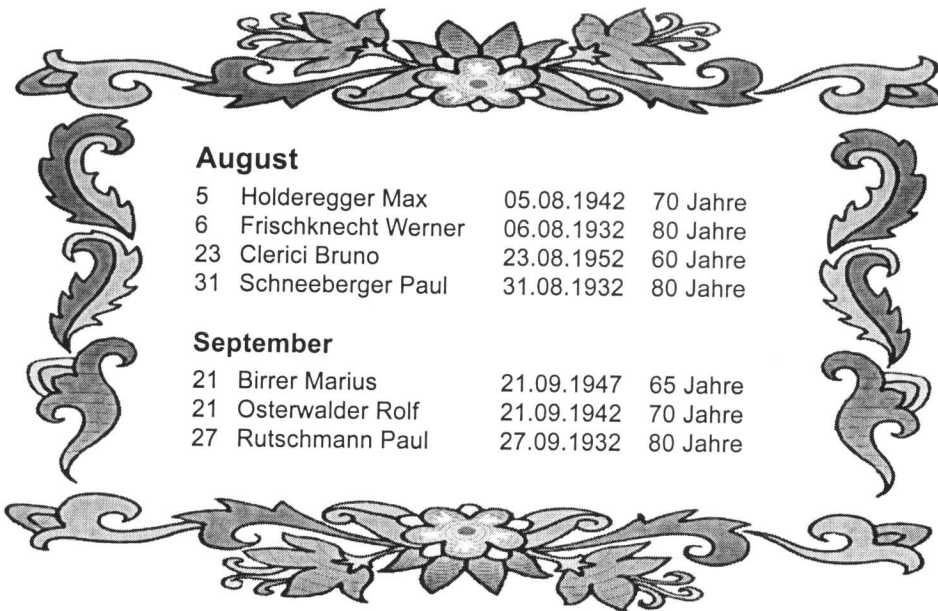 August
5 Holderegger Max 05.08.1942 70 Jahre
6 Frischknecht Werner 06.08.1932 80 Jahre
23 Clerici Bruno 23.08.1952 60 Jahre
31 Schneeberger Paul 31.08.1932 80 Jahre
September
21 Birrer Marius 21.09.1947 65 Jahre
21 Osterwalder Rolf 21.09.1942 70 Jahre
27 Rutschmann Paul 27.09.1932 80 Jahre